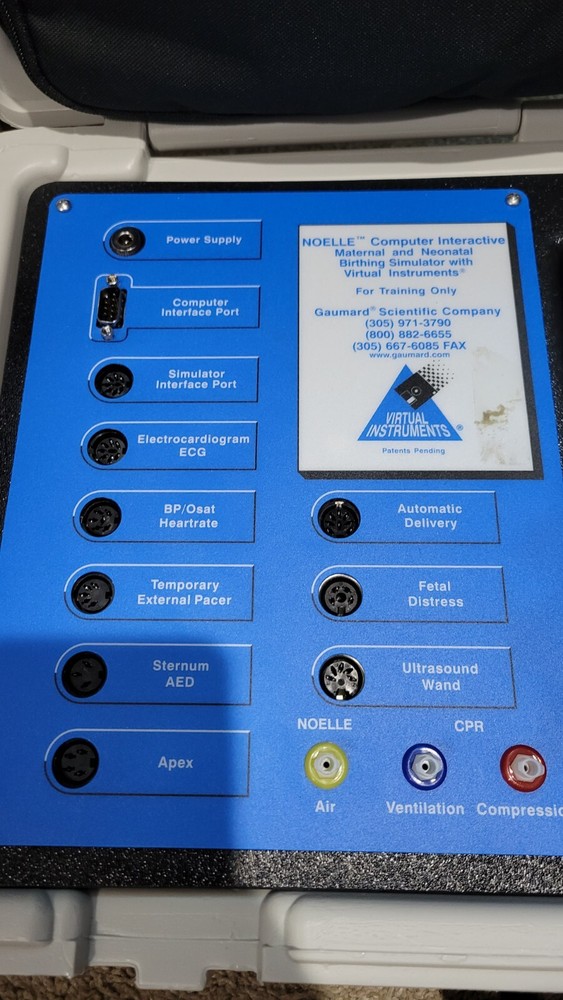 Power Supply
Computer
Interface Port
Simulator
Interface Port
Electrocardiogram
ECG
BP/Osat
Heartrate
Temporary
External Pacer
Sternum
AED
Apex
NOELLE™ Computer Interactive
Maternal and Neonatal
Birthing Simulator with
Virtual Instruments®
For Training Only
Gaumard® Scientific Company
(305) 971-3790
(800) 882-6655
(305) 667-6085 FAX
www.gaumard.com
VIRTUAL
INSTRUMENTS®
Patents Pending
Automatic
Delivery
Fetal
Distress
Ultrasound
Wand
NOELLE CPR
Air Ventilation Compressio